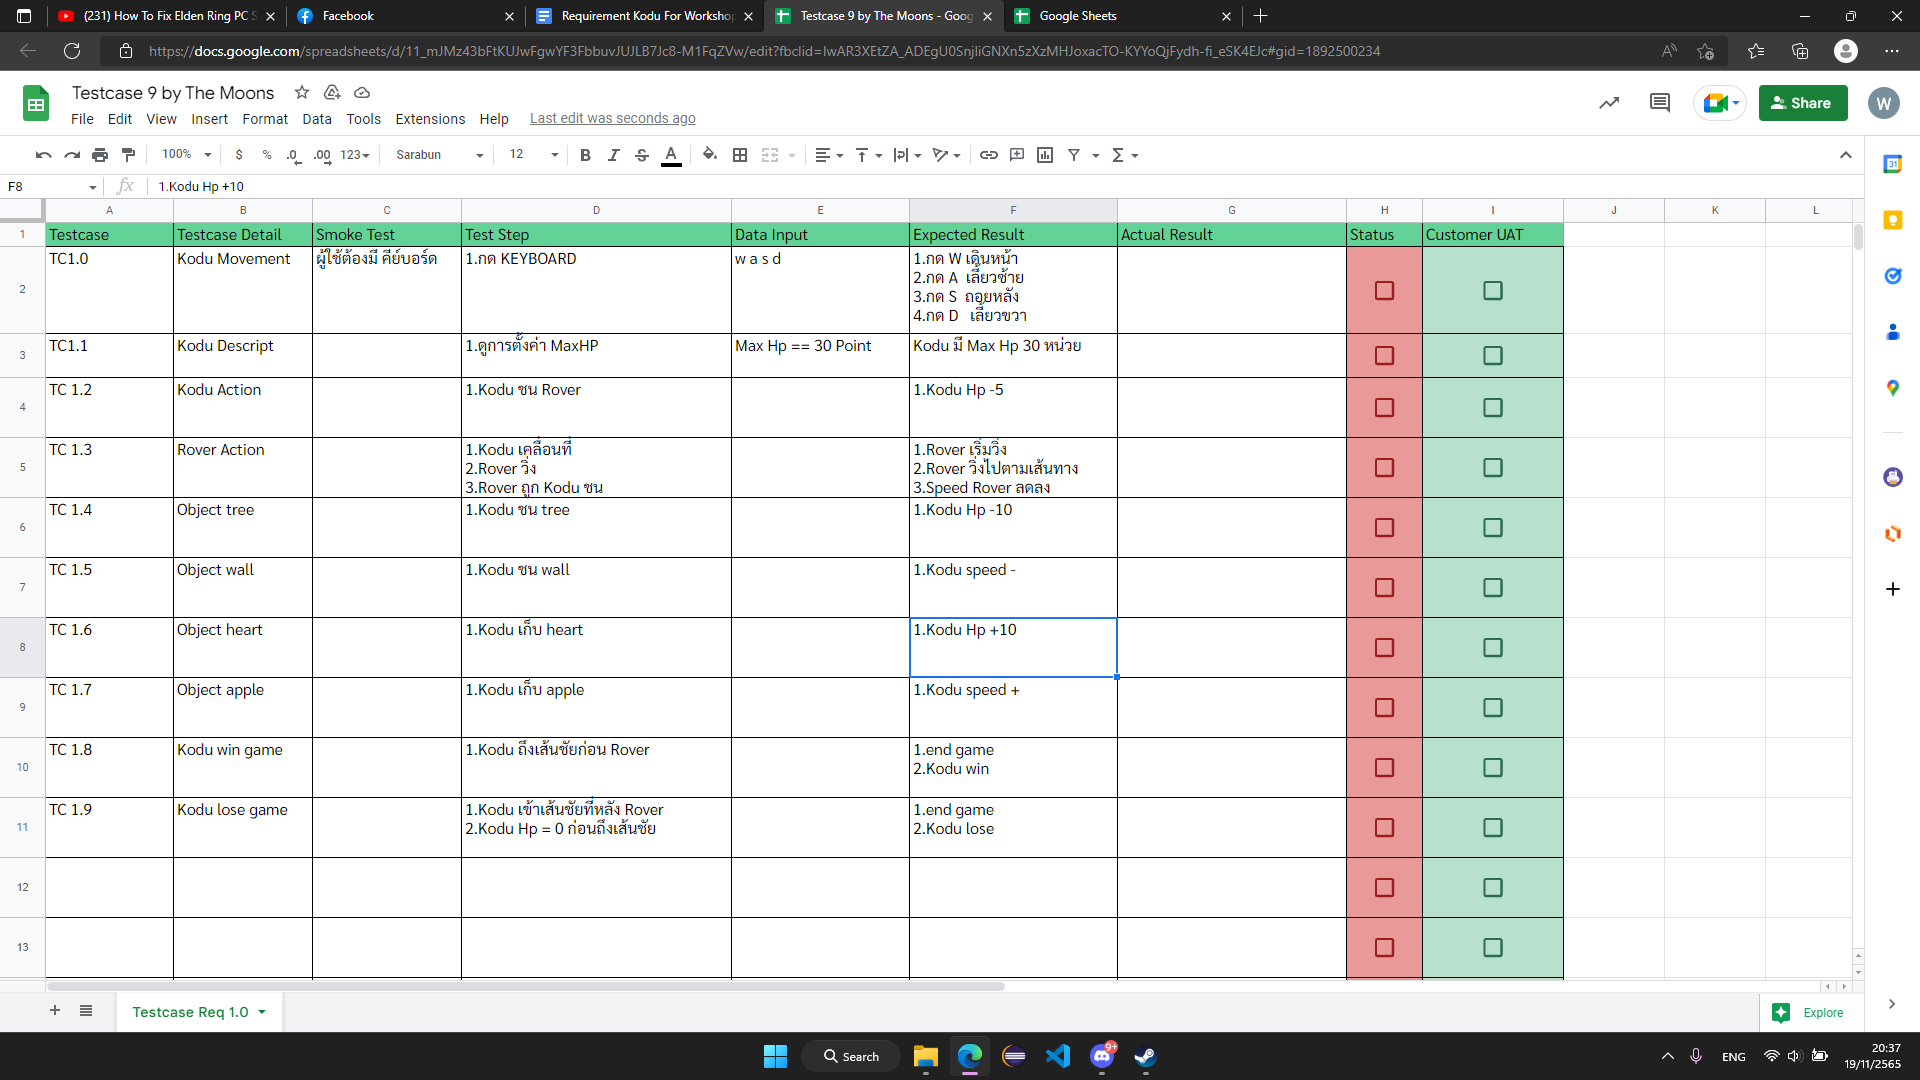 (231) How To Fix Elden Ring PC S
Facebook
Requirement Kodu For Workshop
Testcase 9 by The Moons - Goog
Google Sheets
https://docs.google.com/spreadsheets/d/11_mJMz43bFtKUJwFgwYF3FbbuvJUJLB7Jc8-M1FqZVw/edit?fbclid=IwAR3XEtZA_ADEgU0SnjliGNXn5zXzMHJoxacTO-KYYoQjFydh-fi_eSK4EJc#gid=1892500234
Testcase 9 by The Moons
File Edit View Insert Format Data Tools Extensions Help Last edit was seconds ago
Share
W
100% $ % .0 .00 123 Sarabun 12 B I S A
F8 fx 1.Kodu Hp +10
A B C D E F G H I J K L
1 Testcase Testcase Detail Smoke Test Test Step Data Input Expected Result Actual Result Status Customer UAT
2 TC1.0 Kodu Movement ผู้ใช้ต้องมี คีย์บอร์ด 1.กด KEYBOARD w a s d 1.กด W เดินหน้า
2.กด A เลี้ยวซ้าย
3.กด S ถอยหลัง
4.กด D เลี้ยวขวา
3 TC1.1 Kodu Descript 1.ดูการตั้งค่า MaxHP Max Hp == 30 Point Kodu มี Max Hp 30 หน่วย
4 TC 1.2 Kodu Action 1.Kodu ชน Rover 1.Kodu Hp -5
5 TC 1.3 Rover Action 1.Kodu เคลื่อนที่ 1.Rover เริ่มวิ่ง
2.Rover วิ่ง 2.Rover วิ่งไปตามเส้นทาง
3.Rover ถูก Kodu ชน 3.Speed Rover ลดลง
6 TC 1.4 Object tree 1.Kodu ชน tree 1.Kodu Hp -10
7 TC 1.5 Object wall 1.Kodu ชน wall 1.Kodu speed -
8 TC 1.6 Object heart 1.Kodu เก็บ heart 1.Kodu Hp +10
9 TC 1.7 Object apple 1.Kodu เก็บ apple 1.Kodu speed +
10 TC 1.8 Kodu win game 1.Kodu ถึงเส้นชัยก่อน Rover 1.end game
2.Kodu win
11 TC 1.9 Kodu lose game 1.Kodu เข้าเส้นชัยที่หลัง Rover 1.end game
2.Kodu Hp = 0 ก่อนถึงเส้นชัย 2.Kodu lose
12
13
Testcase Req 1.0
Explore
Search
9+
ENG
20:37
19/11/2565